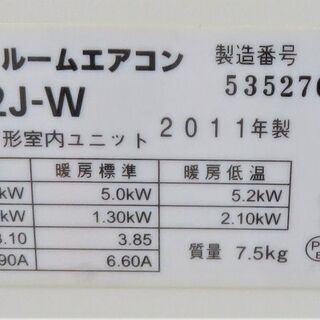 ルームエアコン 製造番号
2J-W 535270
形室内ユニット 2011年製
暖房標準 暖房低温
kW 5.0kW 5.2kW
kW 1.30kW 2.10kW
3.10 3.85
90A 6.60A 質量 7.5kg